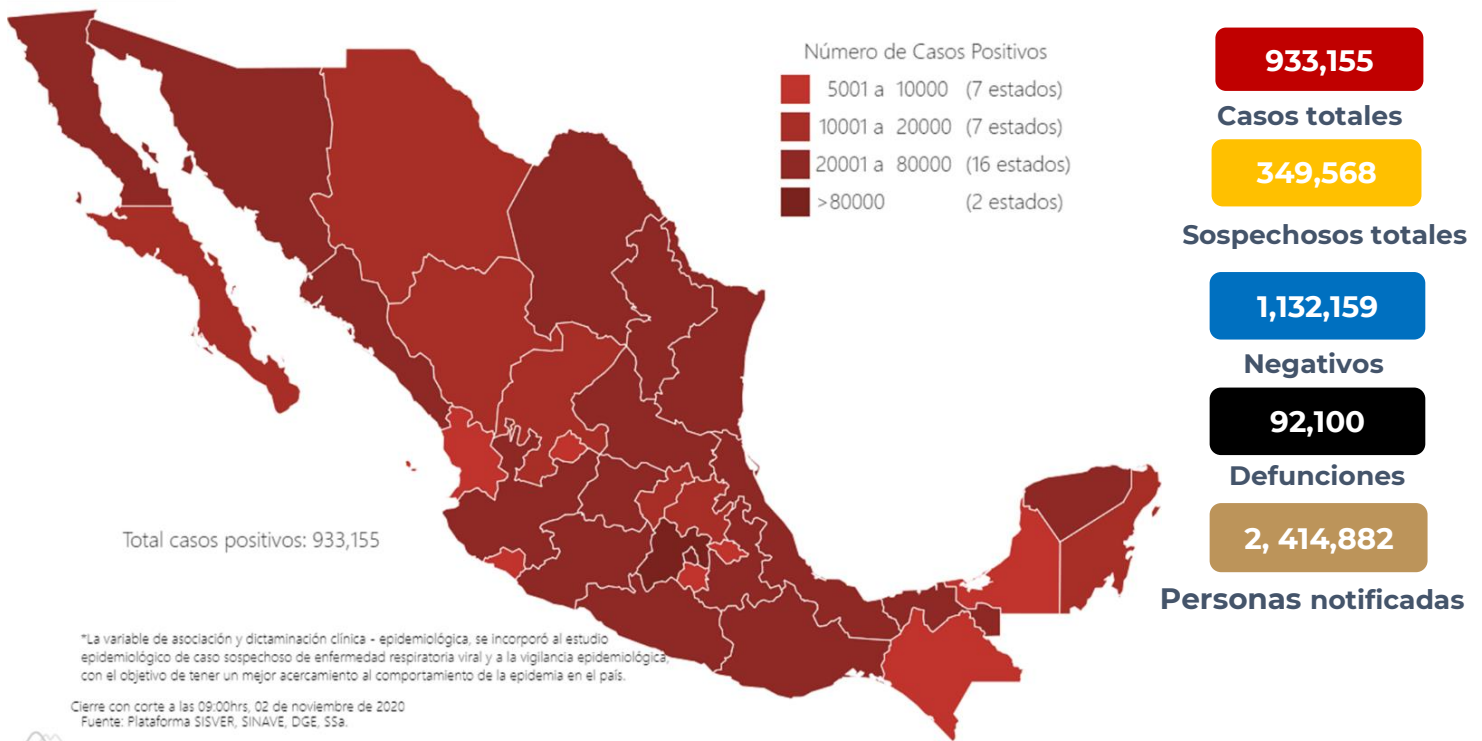 Número de Casos Positivos
5001 a 10000 (7 estados)
10001 a 20000 (7 estados)
20001 a 80000 (16 estados)
>80000 (2 estados)
933,155
Casos totales
349,568
Sospechosos totales
1,132,159
Negativos
92,100
Defunciones
2, 414,882
Personas notificadas
Total casos positivos: 933,155
*La variable de asociación y dictaminación clínica - epidemiológica, se incorporó al estudio
epidemiológico de caso sospechoso de enfermedad respiratoria viral y a la vigilancia epidemiológica,
con el objetivo de tener un mejor acercamiento al comportamiento de la epidemia en el país.
Cierre con corte a las 09:00hrs, 02 de noviembre de 2020
Fuente: Plataforma SISVER, SINAVE, DGE, SSa.